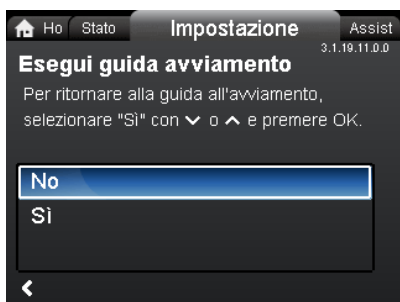 Ho Stato Impostazione Assist
3.1.19.11.0.0
Esegui guida avviamento
Per ritornare alla guida all'avviamento,
selezionare "Sì" con ⌄ o ⌃ e premere OK.
No
Sì